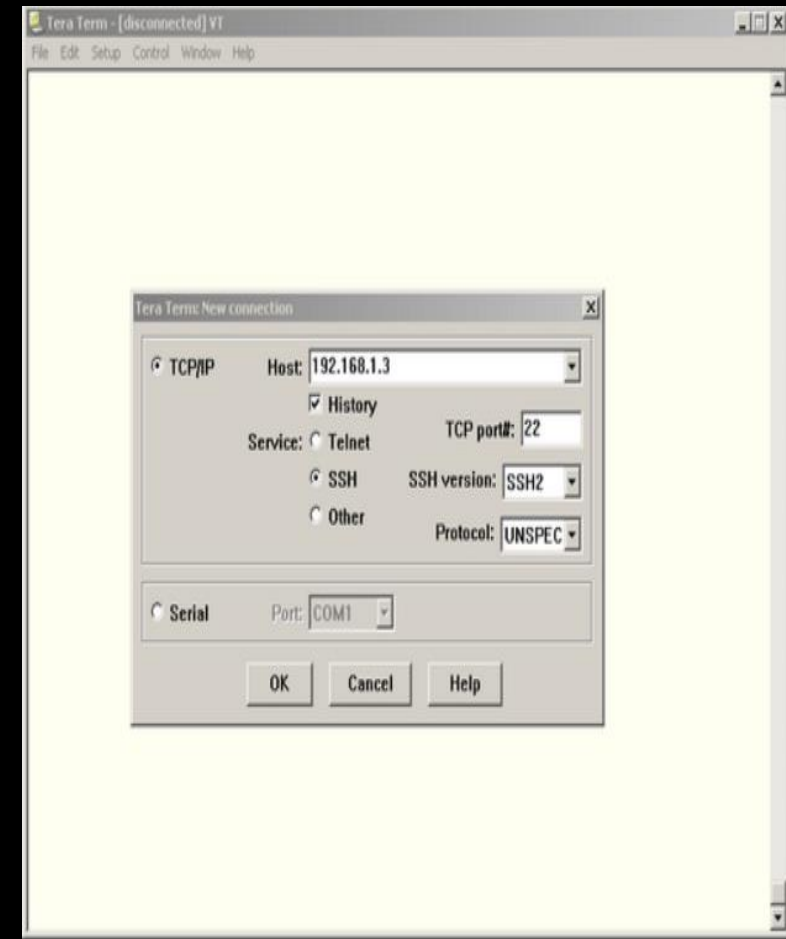 Tera Term - [disconnected] VT
File Edit Setup Control Window Help
Tera Term: New connection
TCP/IP Host: 192.168.1.3
History
Service: Telnet TCP port#: 22
SSH SSH version: SSH2
Other Protocol: UNSPEC
Serial Port: COM1
OK Cancel Help